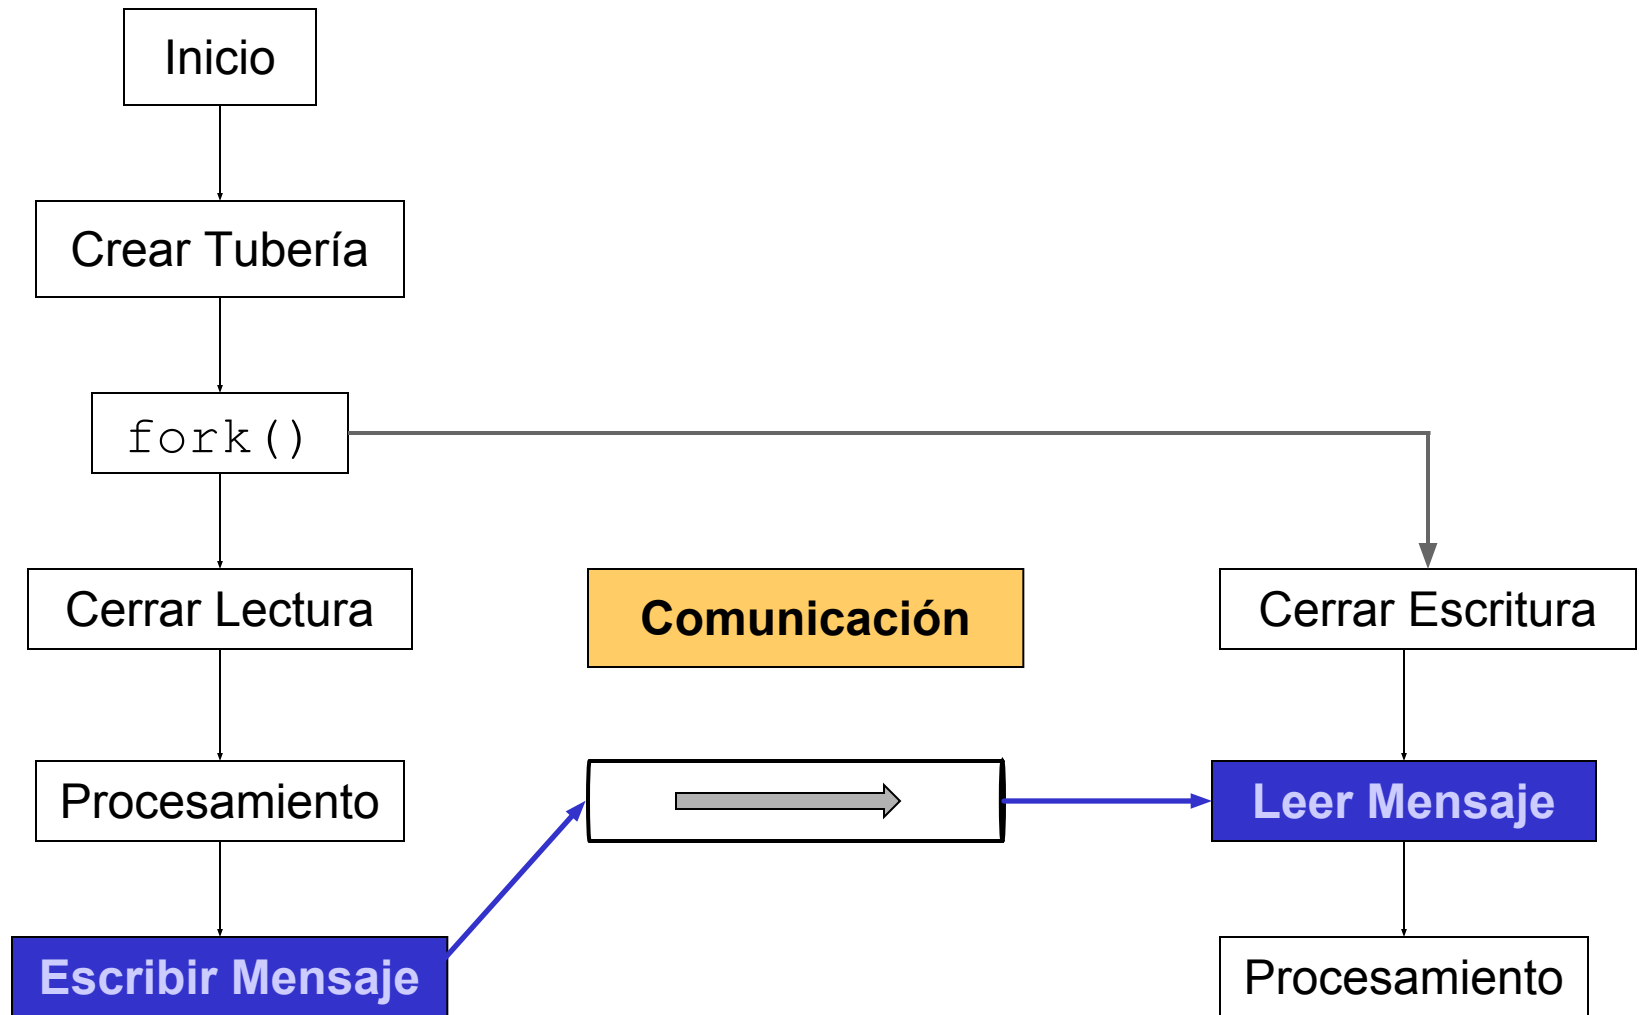 Inicio
Crear Tubería
fork()
Cerrar Lectura
Comunicación
Cerrar Escritura
Procesamiento
Leer Mensaje
Escribir Mensaje
Procesamiento